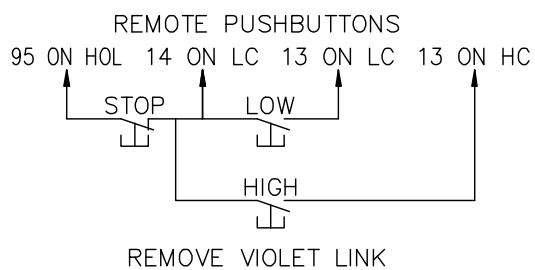 REMOTE PUSHBUTTONS
95 ON HOL 14 ON LC 13 ON LC 13 ON HC
STOP LOW
HIGH
REMOVE VIOLET LINK